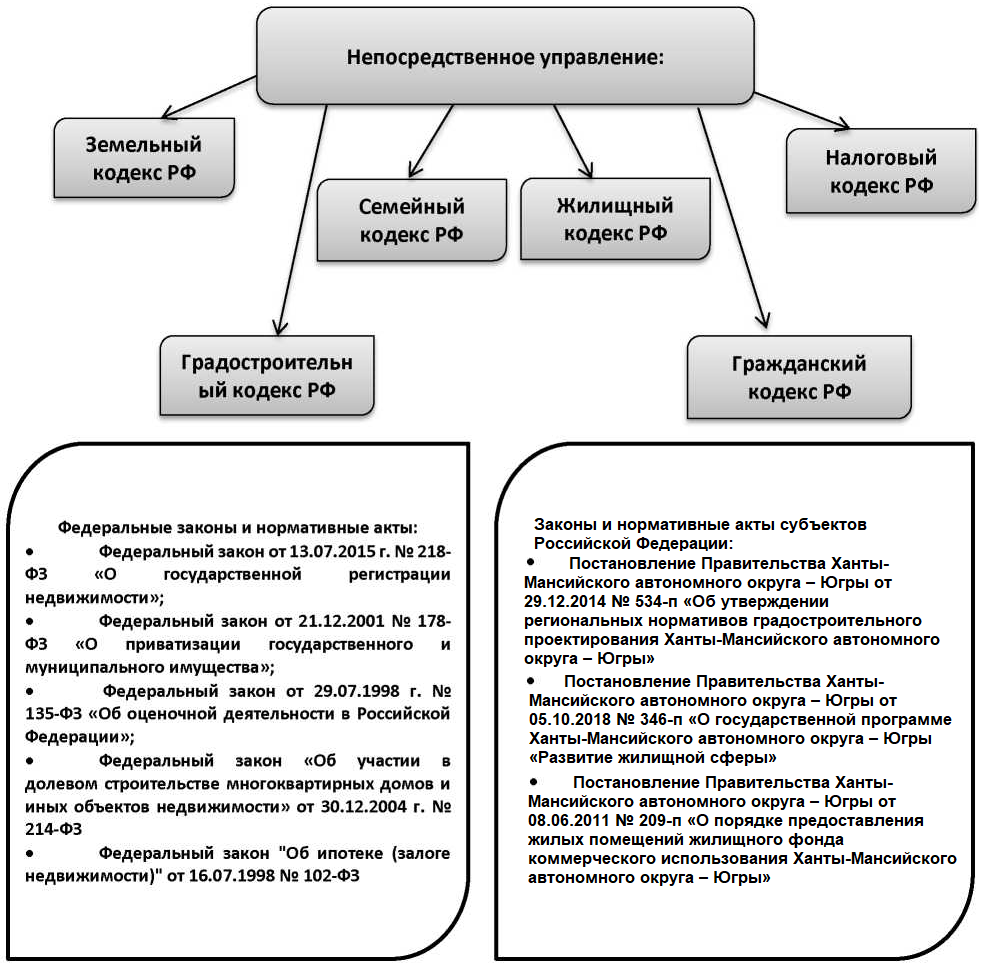 Непосредственное управление:
Земельный
кодекс РФ
Налоговый
кодекс РФ
Семейный
кодекс РФ
Жилищный
кодекс РФ
Градостроительн
ый кодекс РФ
Гражданский
кодекс РФ
Федеральные законы и нормативные акты:
• Федеральный закон от 13.07.2015 г. № 218-
ФЗ «О государственной регистрации
недвижимости»;
• Федеральный закон от 21.12.2001 № 178-
ФЗ «О приватизации государственного и
муниципального имущества»;
• Федеральный закон от 29.07.1998 г. №
135-ФЗ «Об оценочной деятельности в Российской
Федерации»;
• Федеральный закон «Об участии в
долевом строительстве многоквартирных домов и
иных объектов недвижимости» от 30.12.2004 г. №
214-ФЗ
• Федеральный закон "Об ипотеке (залоге
недвижимости)" от 16.07.1998 № 102-ФЗ
Законы и нормативные акты субъектов
Российской Федерации:
• Постановление Правительства Ханты-
Мансийского автономного округа – Югры от
29.12.2014 № 534-п «Об утверждении
региональных нормативов градостроительного
проектирования Ханты-Мансийского автономного
округа – Югры»
• Постановление Правительства Ханты-
Мансийского автономного округа – Югры от
05.10.2018 № 346-п «О государственной программе
Ханты-Мансийского автономного округа – Югры
«Развитие жилищной сферы»
• Постановление Правительства Ханты-
Мансийского автономного округа – Югры от
08.06.2011 № 209-п «О порядке предоставления
жилых помещений жилищного фонда
коммерческого использования Ханты-Мансийского
автономного округа – Югры»